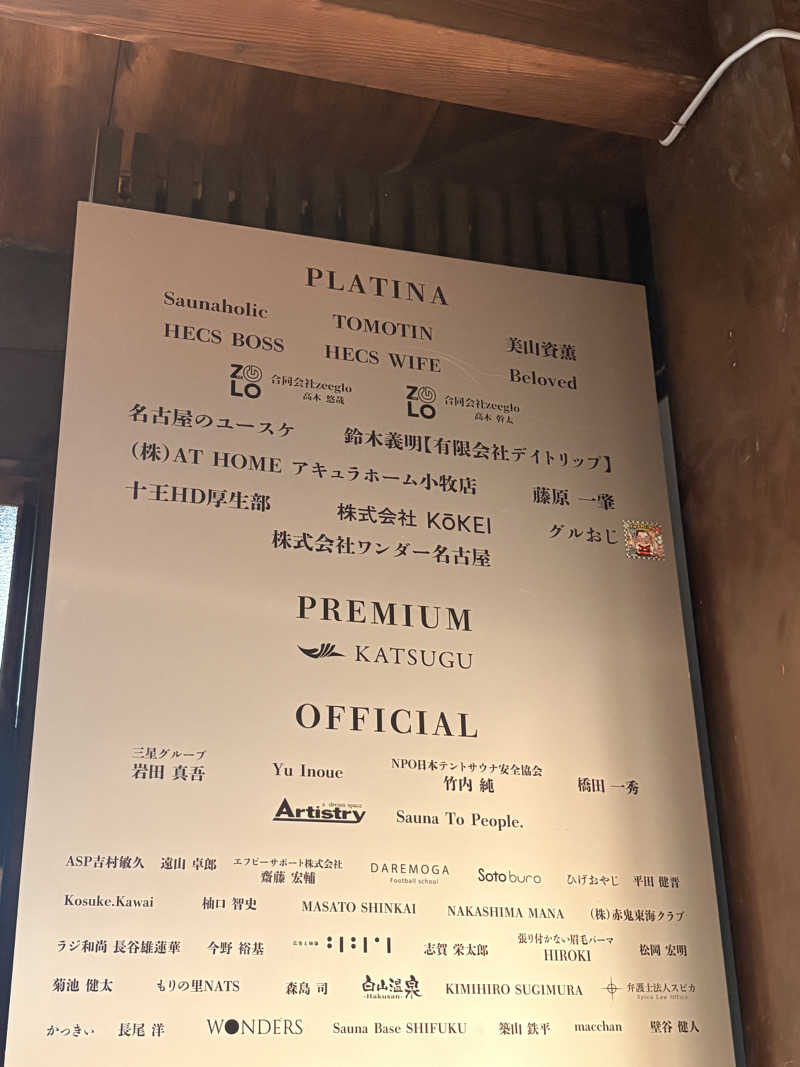 PLATINA
Saunaholic TOMOTIN 美山資薫
HECS BOSS HECS WIFE Beloved
ZOLO 合同会社zeeglo 高木 悠哉 ZOLO 合同会社zeeglo 高木 幹太
名古屋のユースケ 鈴木義明【有限会社デイトリップ】
(株)AT HOME アキュラホーム小牧店 藤原 一肇
十王HD厚生部 株式会社 KōKEI グルおじ
株式会社ワンダー名古屋
PREMIUM
KATSUGU
OFFICIAL
三星グループ 岩田 真吾 Yu Inoue NPO日本テントサウナ安全協会 竹内 純 橋田 一秀
a dream space Artistry Sauna To People.
ASP吉村敏久 遠山 卓郎 エフピーサポート株式会社 齋藤 宏輔 DAREMOGA Football school Sotoburo ひげおやじ 平田 健晋
Kosuke.Kawai 柚口 智史 MASATO SHINKAI NAKASHIMA MANA (株)赤鬼東海クラブ
ラジ和尚 長谷雄蓮華 今野 裕基 志賀 栄太郎 張り付かない眉毛パーマ HIROKI 松岡 宏明
菊池 健太 もりの里NATS 森島 司 白山温泉 -Hakusan- KIMIHIRO SUGIMURA 弁護士法人スピカ Spica Law Office
かっきい 長尾 洋 WONDERS Sauna Base SHIFUKU 築山 鉄平 macchan 壁谷 健人